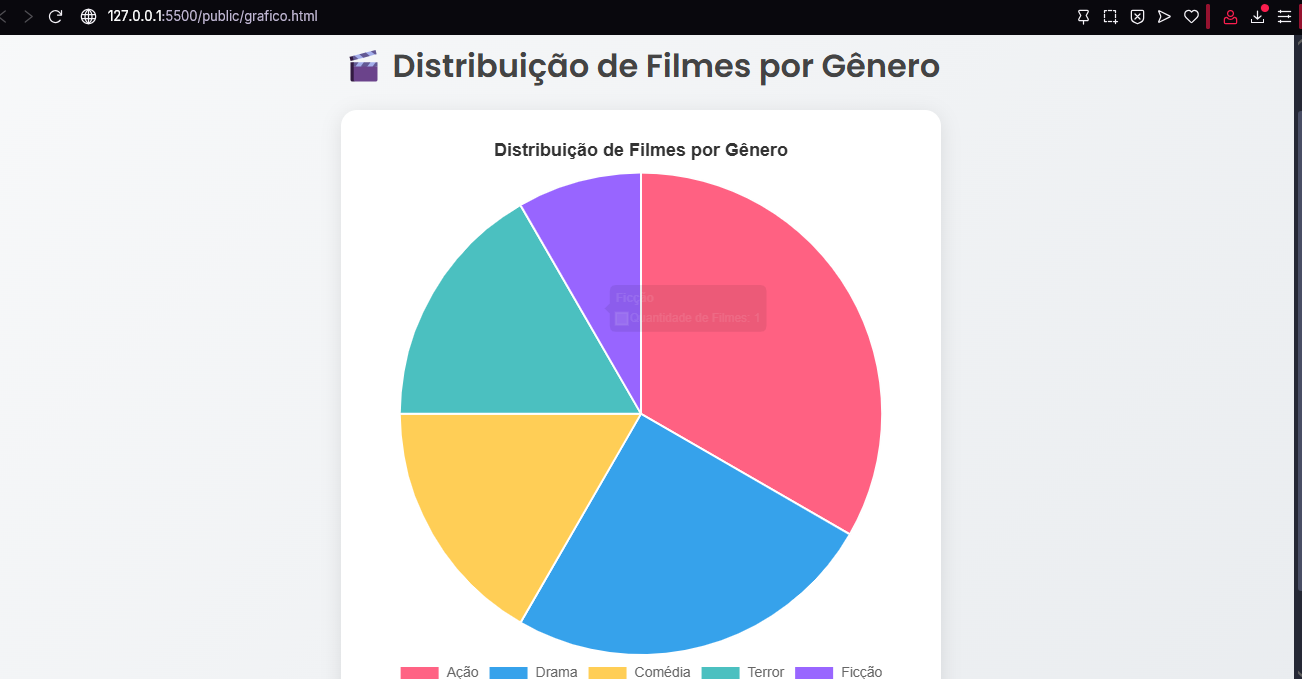 127.0.0.1:5500/public/grafico.html
Distribuição de Filmes por Gênero
Distribuição de Filmes por Gênero
Ficção
Quantidade de Filmes: 1
Ação Drama Comédia Terror Ficção